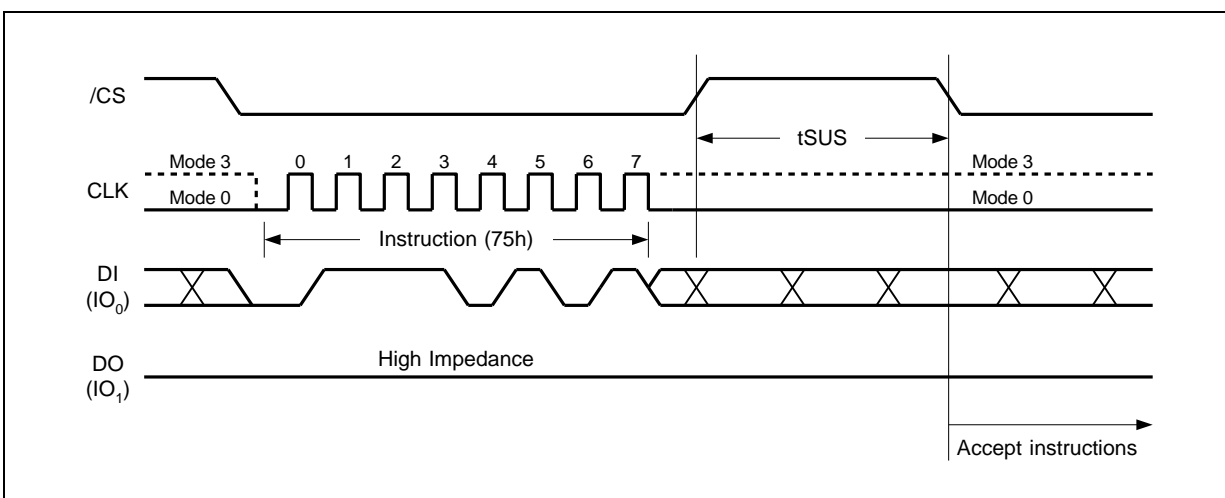 /CS
tSUS
Mode 3 0 1 2 3 4 5 6 7 Mode 3
CLK
Mode 0 Mode 0
Instruction (75h)
DI
(IO0)
High Impedance
DO
(IO1)
Accept instructions